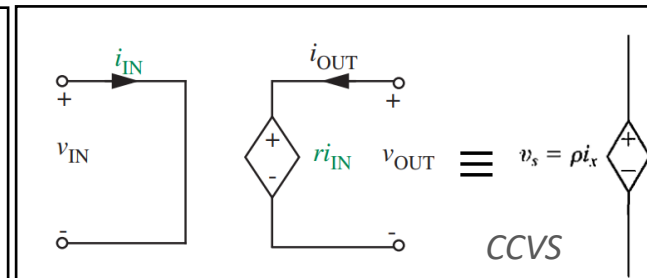 i_IN
i_OUT
+ + +
v_IN ri_IN v_OUT ≡ v_s = ρi_x + −
-
- -
CCVS